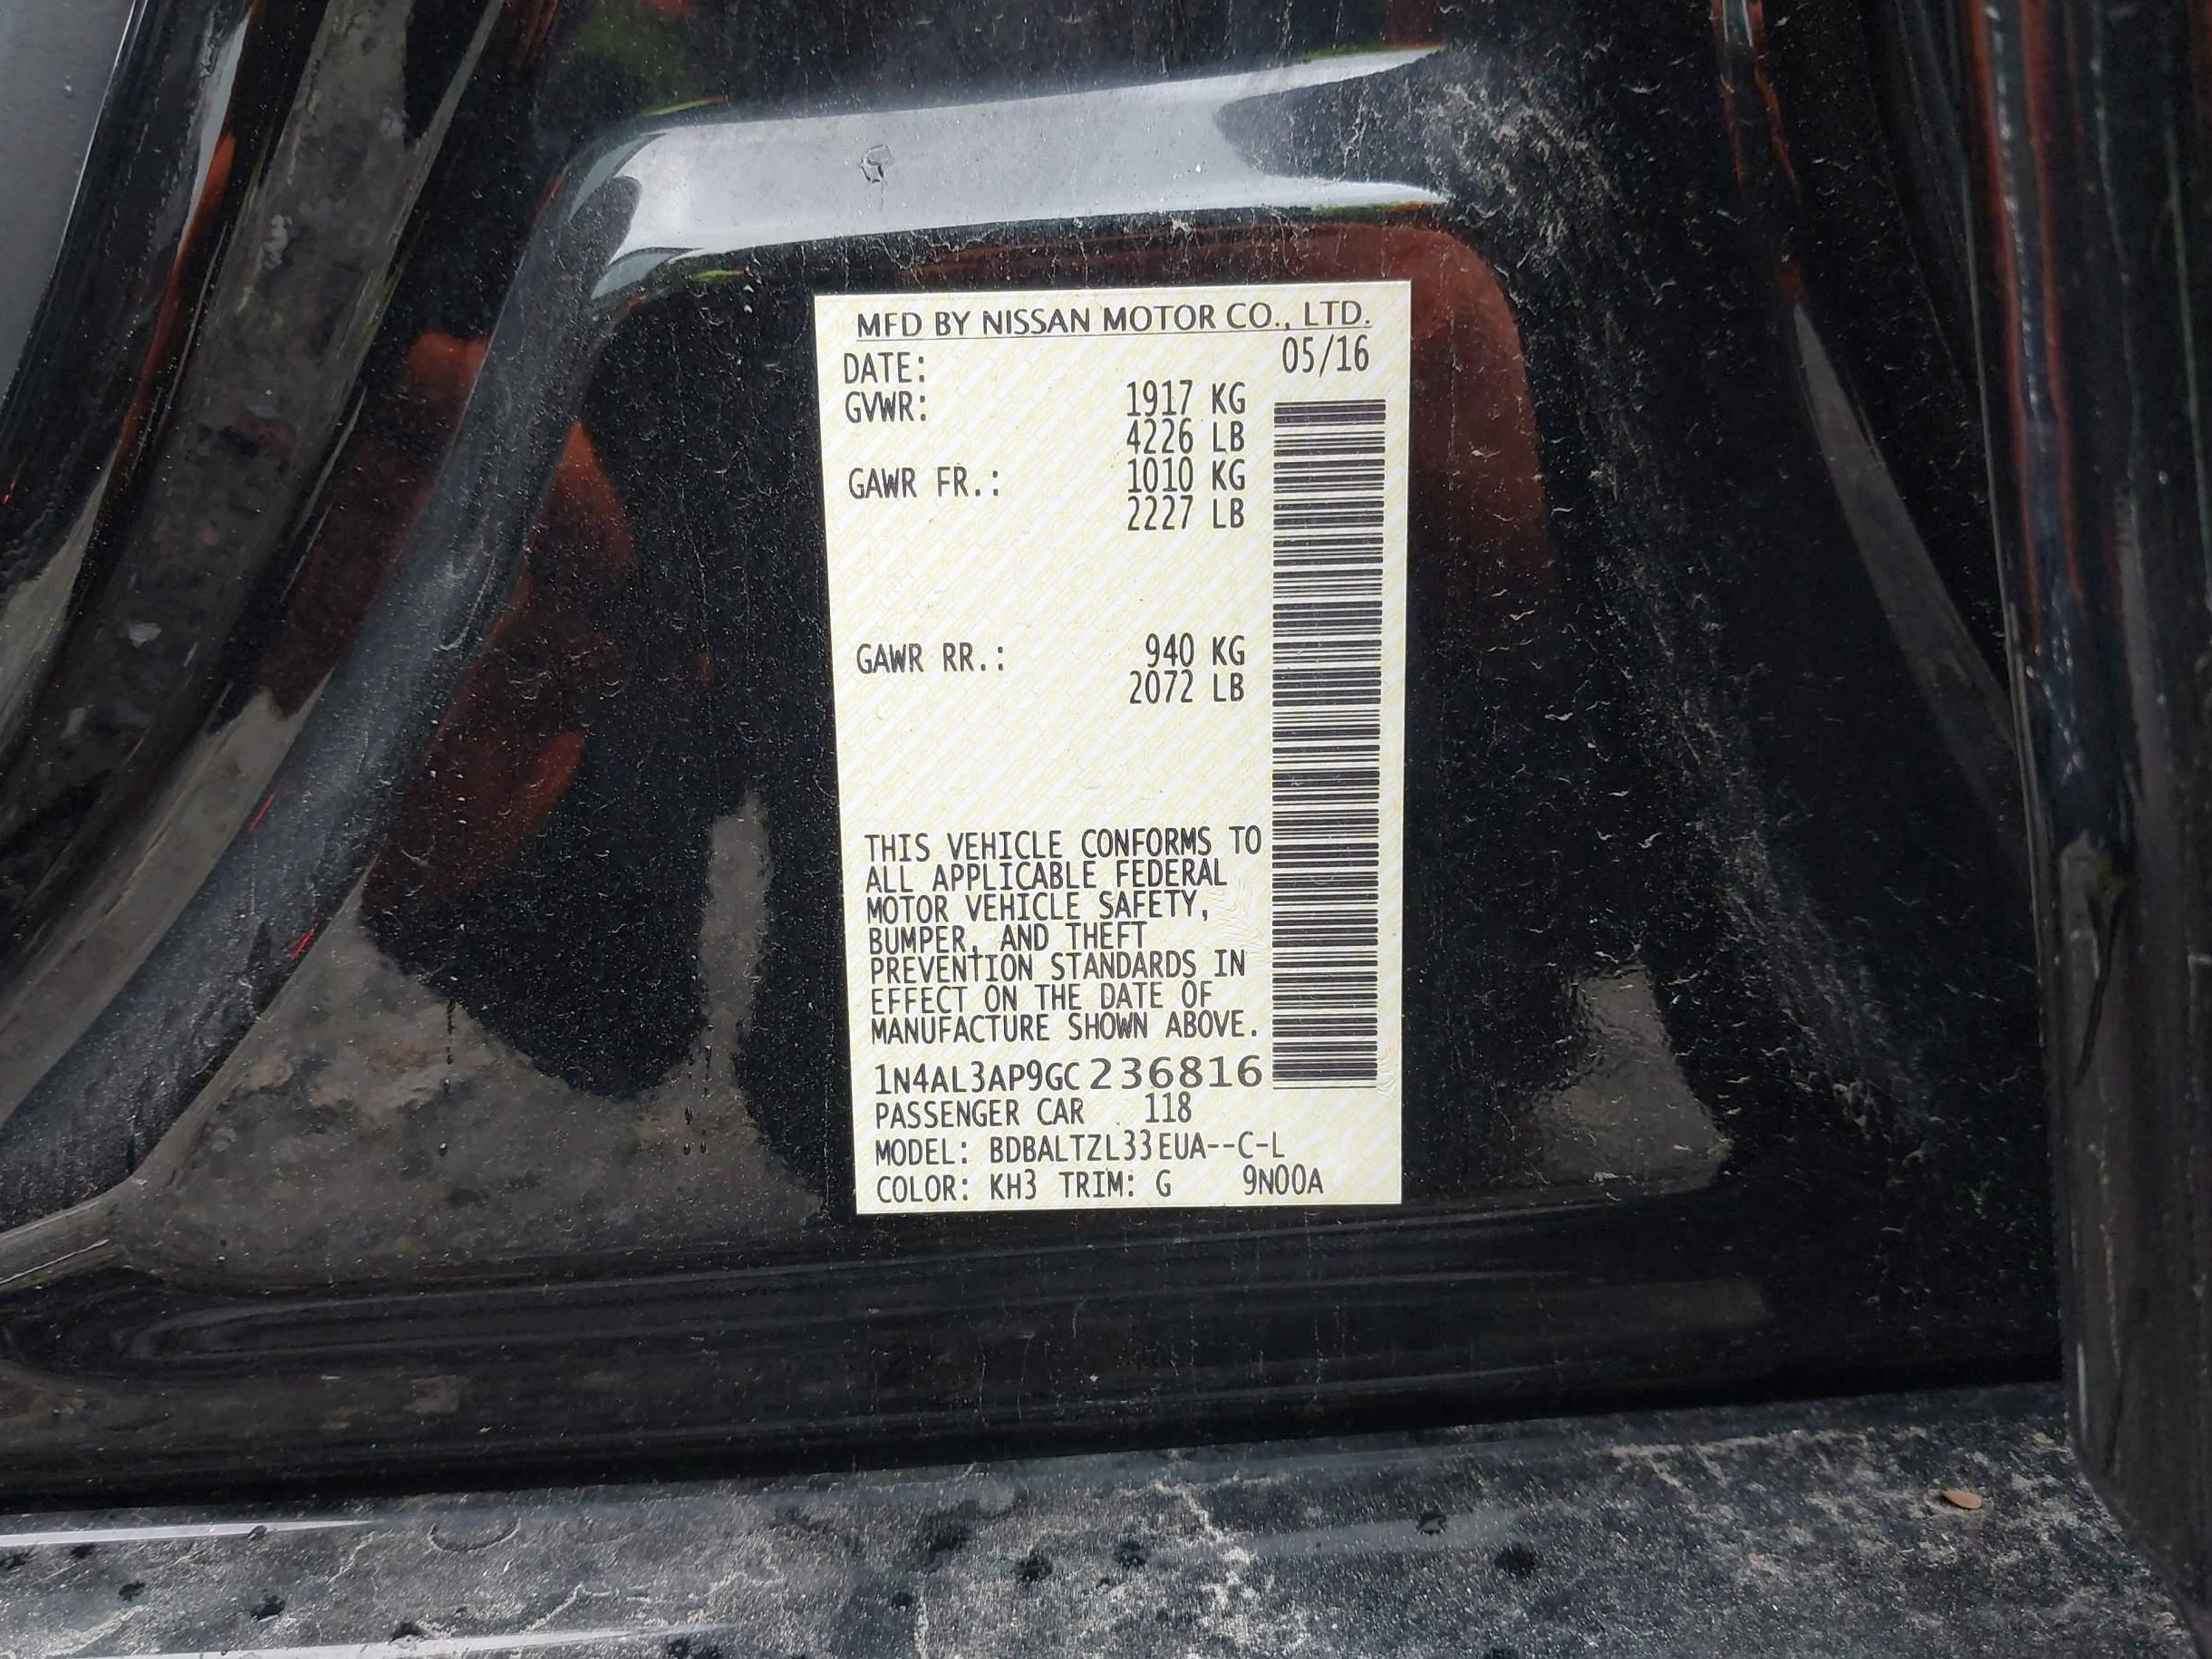 MFD BY NISSAN MOTOR CO., LTD.
DATE: 05/16
GVWR: 1917 KG
4226 LB
GAWR FR.: 1010 KG
2227 LB
GAWR RR.: 940 KG
2072 LB
THIS VEHICLE CONFORMS TO
ALL APPLICABLE FEDERAL
MOTOR VEHICLE SAFETY,
BUMPER, AND THEFT
PREVENTION STANDARDS IN
EFFECT ON THE DATE OF
MANUFACTURE SHOWN ABOVE.
1N4AL3AP9GC236816
PASSENGER CAR 118
MODEL: BDBALTZL33EUA--C-L
COLOR: KH3 TRIM: G 9N00A